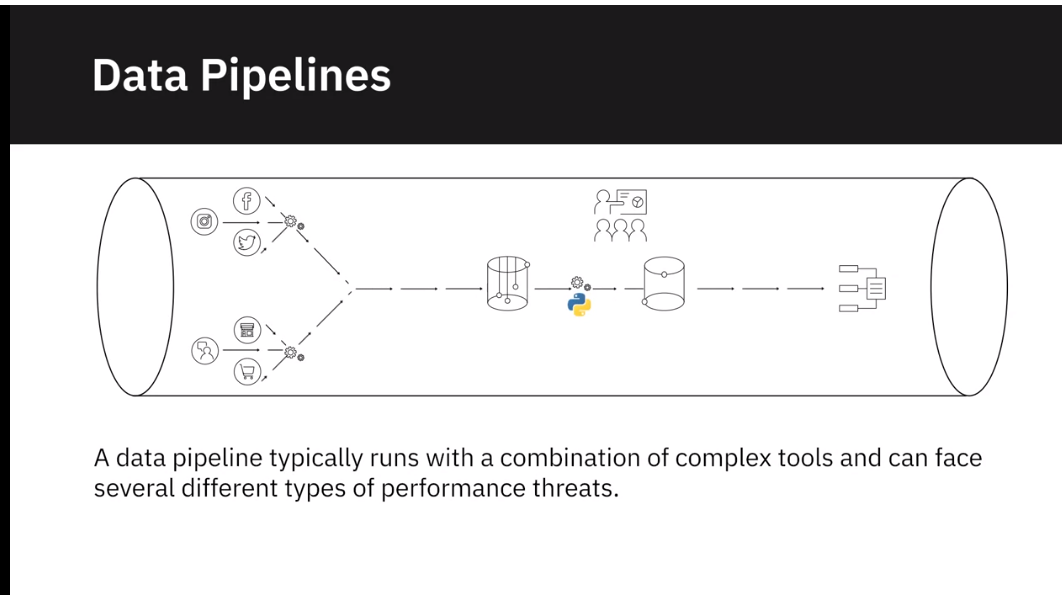 Data Pipelines
A data pipeline typically runs with a combination of complex tools and can face
several different types of performance threats.